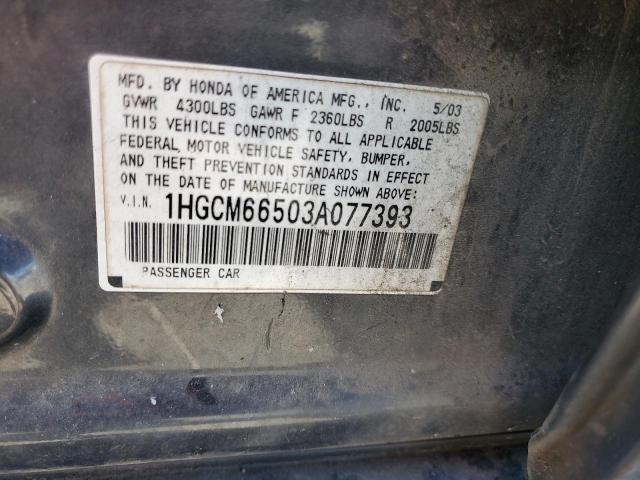 MFD. BY HONDA OF AMERICA MFG., INC. 5/03
GVWR 4300LBS GAWR F 2360LBS R 2005LBS
THIS VEHICLE CONFORMS TO ALL APPLICABLE
FEDERAL MOTOR VEHICLE SAFETY, BUMPER,
AND THEFT PREVENTION STANDARDS IN EFFECT
ON THE DATE OF MANUFACTURE SHOWN ABOVE:
V.I.N. 1HGCM66503A077393
PASSENGER CAR